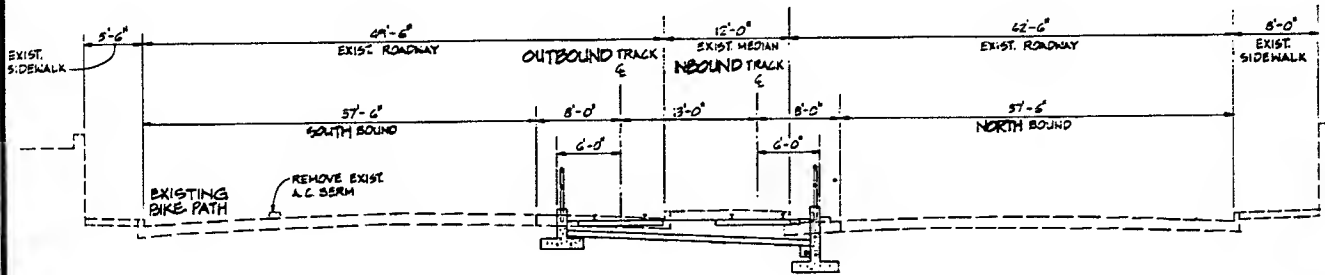 5'-6"
69'-6"
12'-0"
62'-6"
8'-0"
EXIST.
SIDEWALK
EXIST. ROADWAY
EXIST. MEDIAN
EXIST. ROADWAY
EXIST.
SIDEWALK
OUTBOUND TRACK
℄
INBOUND TRACK
℄
57'-6"
8'-0"
13'-0"
8'-0"
57'-6"
SOUTH BOUND
NORTH BOUND
6'-0"
6'-0"
EXISTING
BIKE PATH
REMOVE EXIST.
A.C. BERM